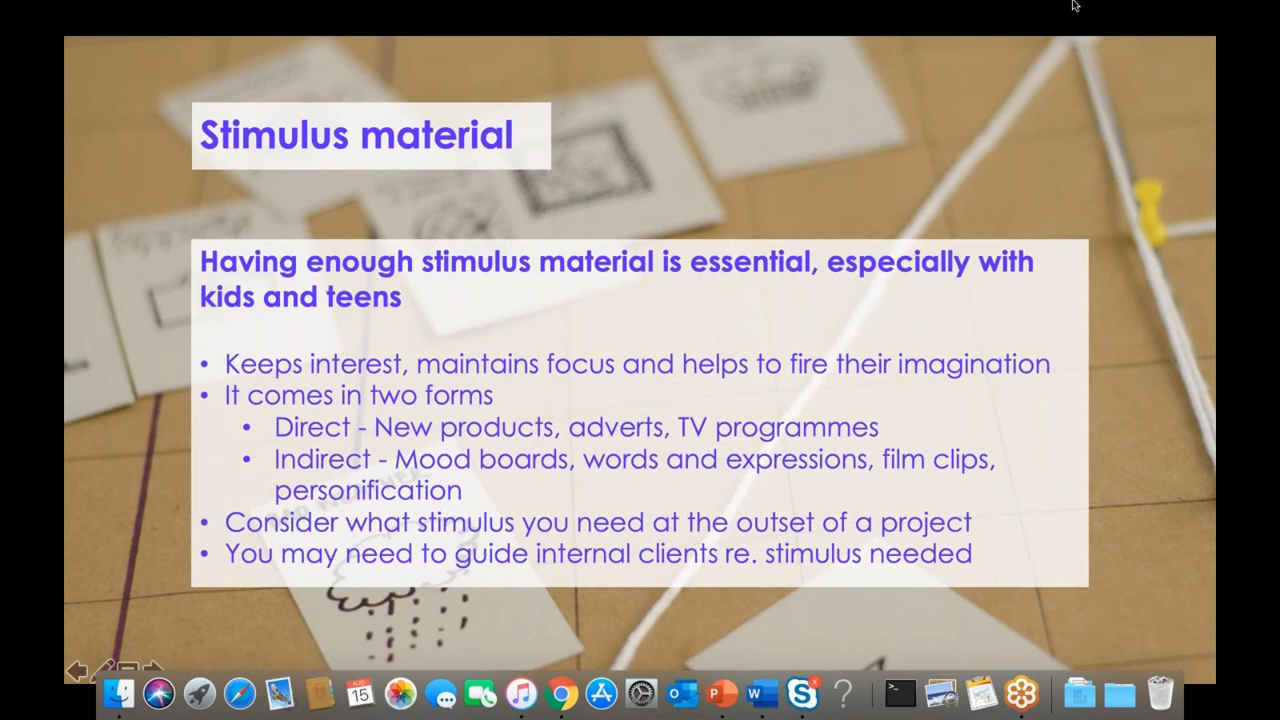 Stimulus material
Having enough stimulus material is essential, especially with
kids and teens
• Keeps interest, maintains focus and helps to fire their imagination
• It comes in two forms
• Direct - New products, adverts, TV programmes
• Indirect - Mood boards, words and expressions, film clips,
personification
• Consider what stimulus you need at the outset of a project
• You may need to guide internal clients re. stimulus needed
AUG
15